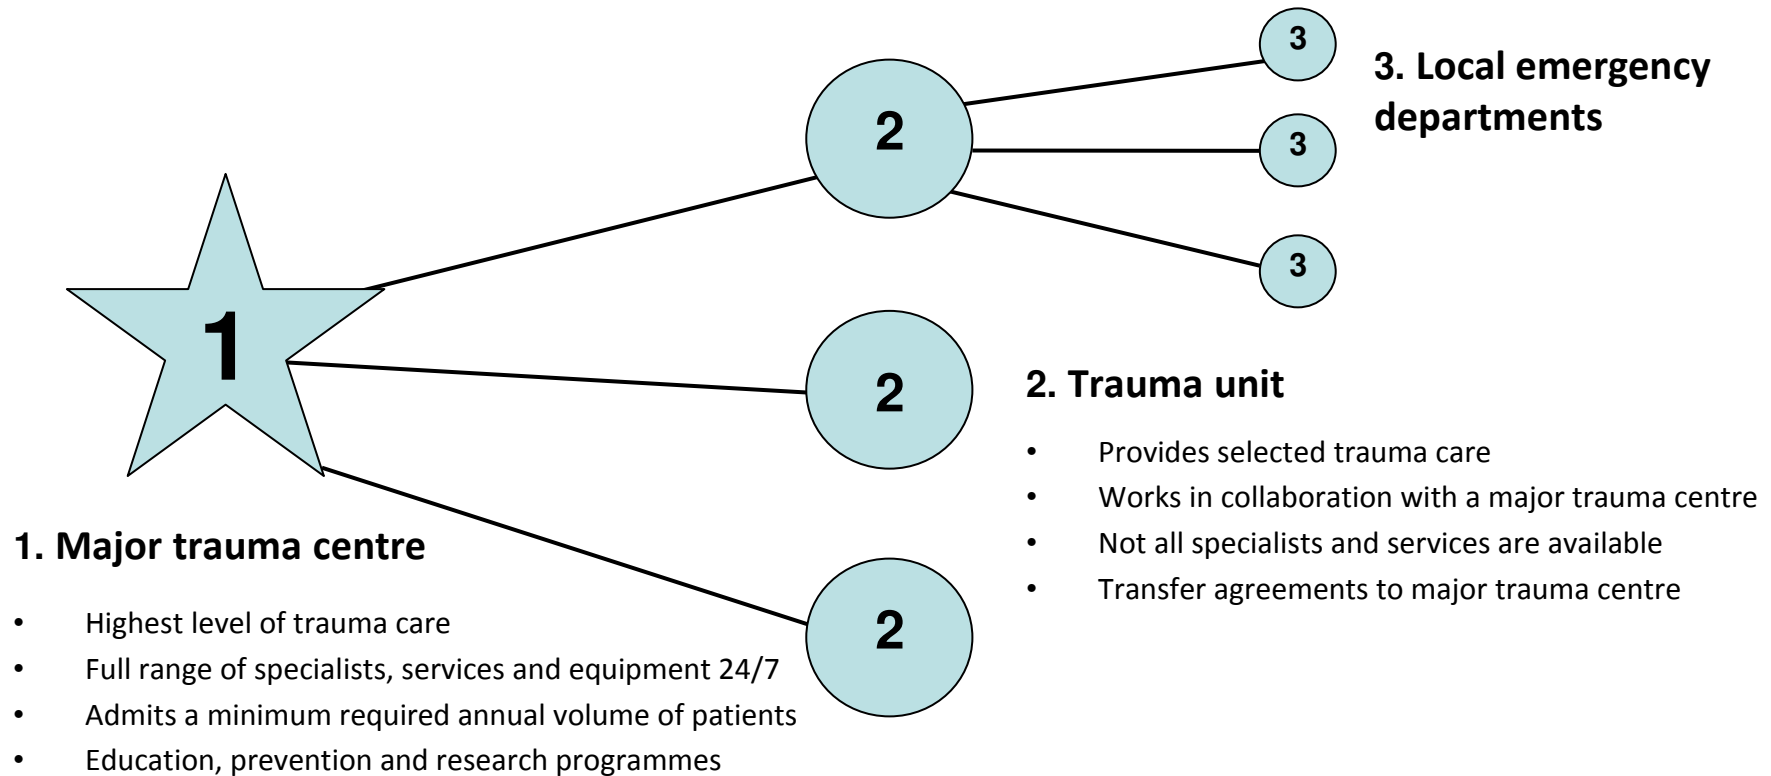 3
3. Local emergency
departments
2
3
3
1
2
2. Trauma unit
• Provides selected trauma care
• Works in collaboration with a major trauma centre
• Not all specialists and services are available
• Transfer agreements to major trauma centre
1. Major trauma centre
• Highest level of trauma care
• Full range of specialists, services and equipment 24/7
• Admits a minimum required annual volume of patients
• Education, prevention and research programmes
2